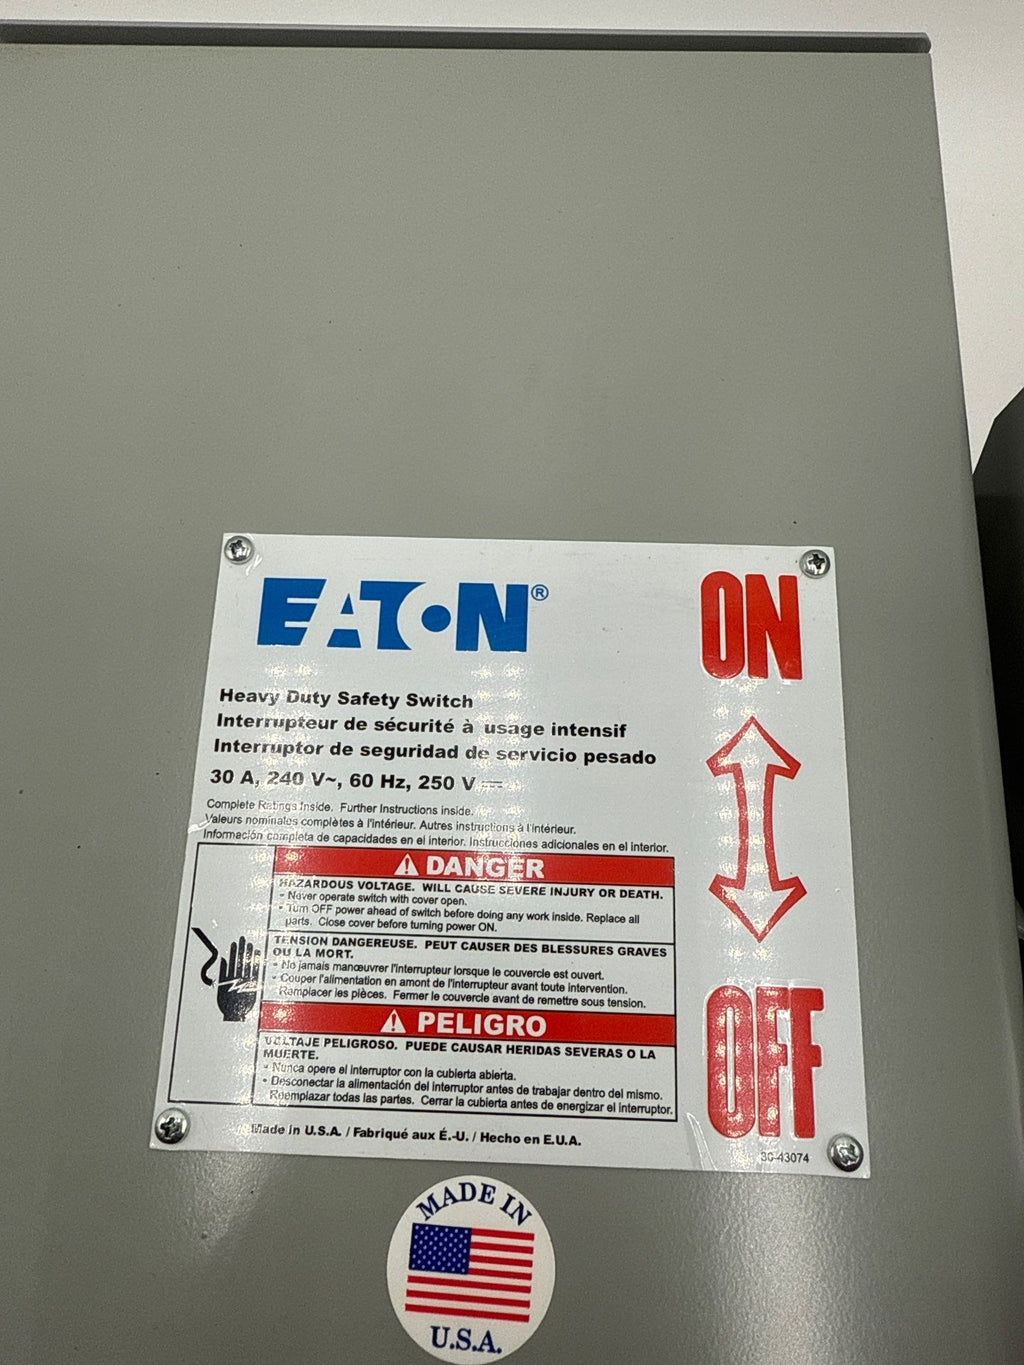 EATON®
ON
Heavy Duty Safety Switch
Interrupteur de sécurité à usage intensif
Interruptor de seguridad de servicio pesado
30 A, 240 V~, 60 Hz, 250 V ⎓
Complete Ratings Inside. Further Instructions inside.
Valeurs nominales complètes à l'intérieur. Autres instructions à l'intérieur.
Información completa de capacidades en el interior. Instrucciones adicionales en el interior.
⚠ DANGER
HAZARDOUS VOLTAGE. WILL CAUSE SEVERE INJURY OR DEATH.
- Never operate switch with cover open.
- Turn OFF power ahead of switch before doing any work inside. Replace all
parts. Close cover before turning power ON.
TENSION DANGEREUSE. PEUT CAUSER DES BLESSURES GRAVES
OU LA MORT.
- No jamais manœuvrer l'interrupteur lorsque le couvercle est ouvert.
- Couper l'alimentation en amont de l'interrupteur avant toute intervention.
Remplacer les pièces. Fermer le couvercle avant de remettre sous tension.
⚠ PELIGRO
VOLTAJE PELIGROSO. PUEDE CAUSAR HERIDAS SEVERAS O LA
MUERTE.
- Nunca opere el interruptor con la cubierta abierta.
• Desconectar la alimentación del interruptor antes de trabajar dentro del mismo.
Reemplazar todas las partes. Cerrar la cubierta antes de energizar el interruptor.
OFF
Made in U.S.A. / Fabriqué aux É.-U. / Hecho en E.U.A.
43074
MADE IN
U.S.A.